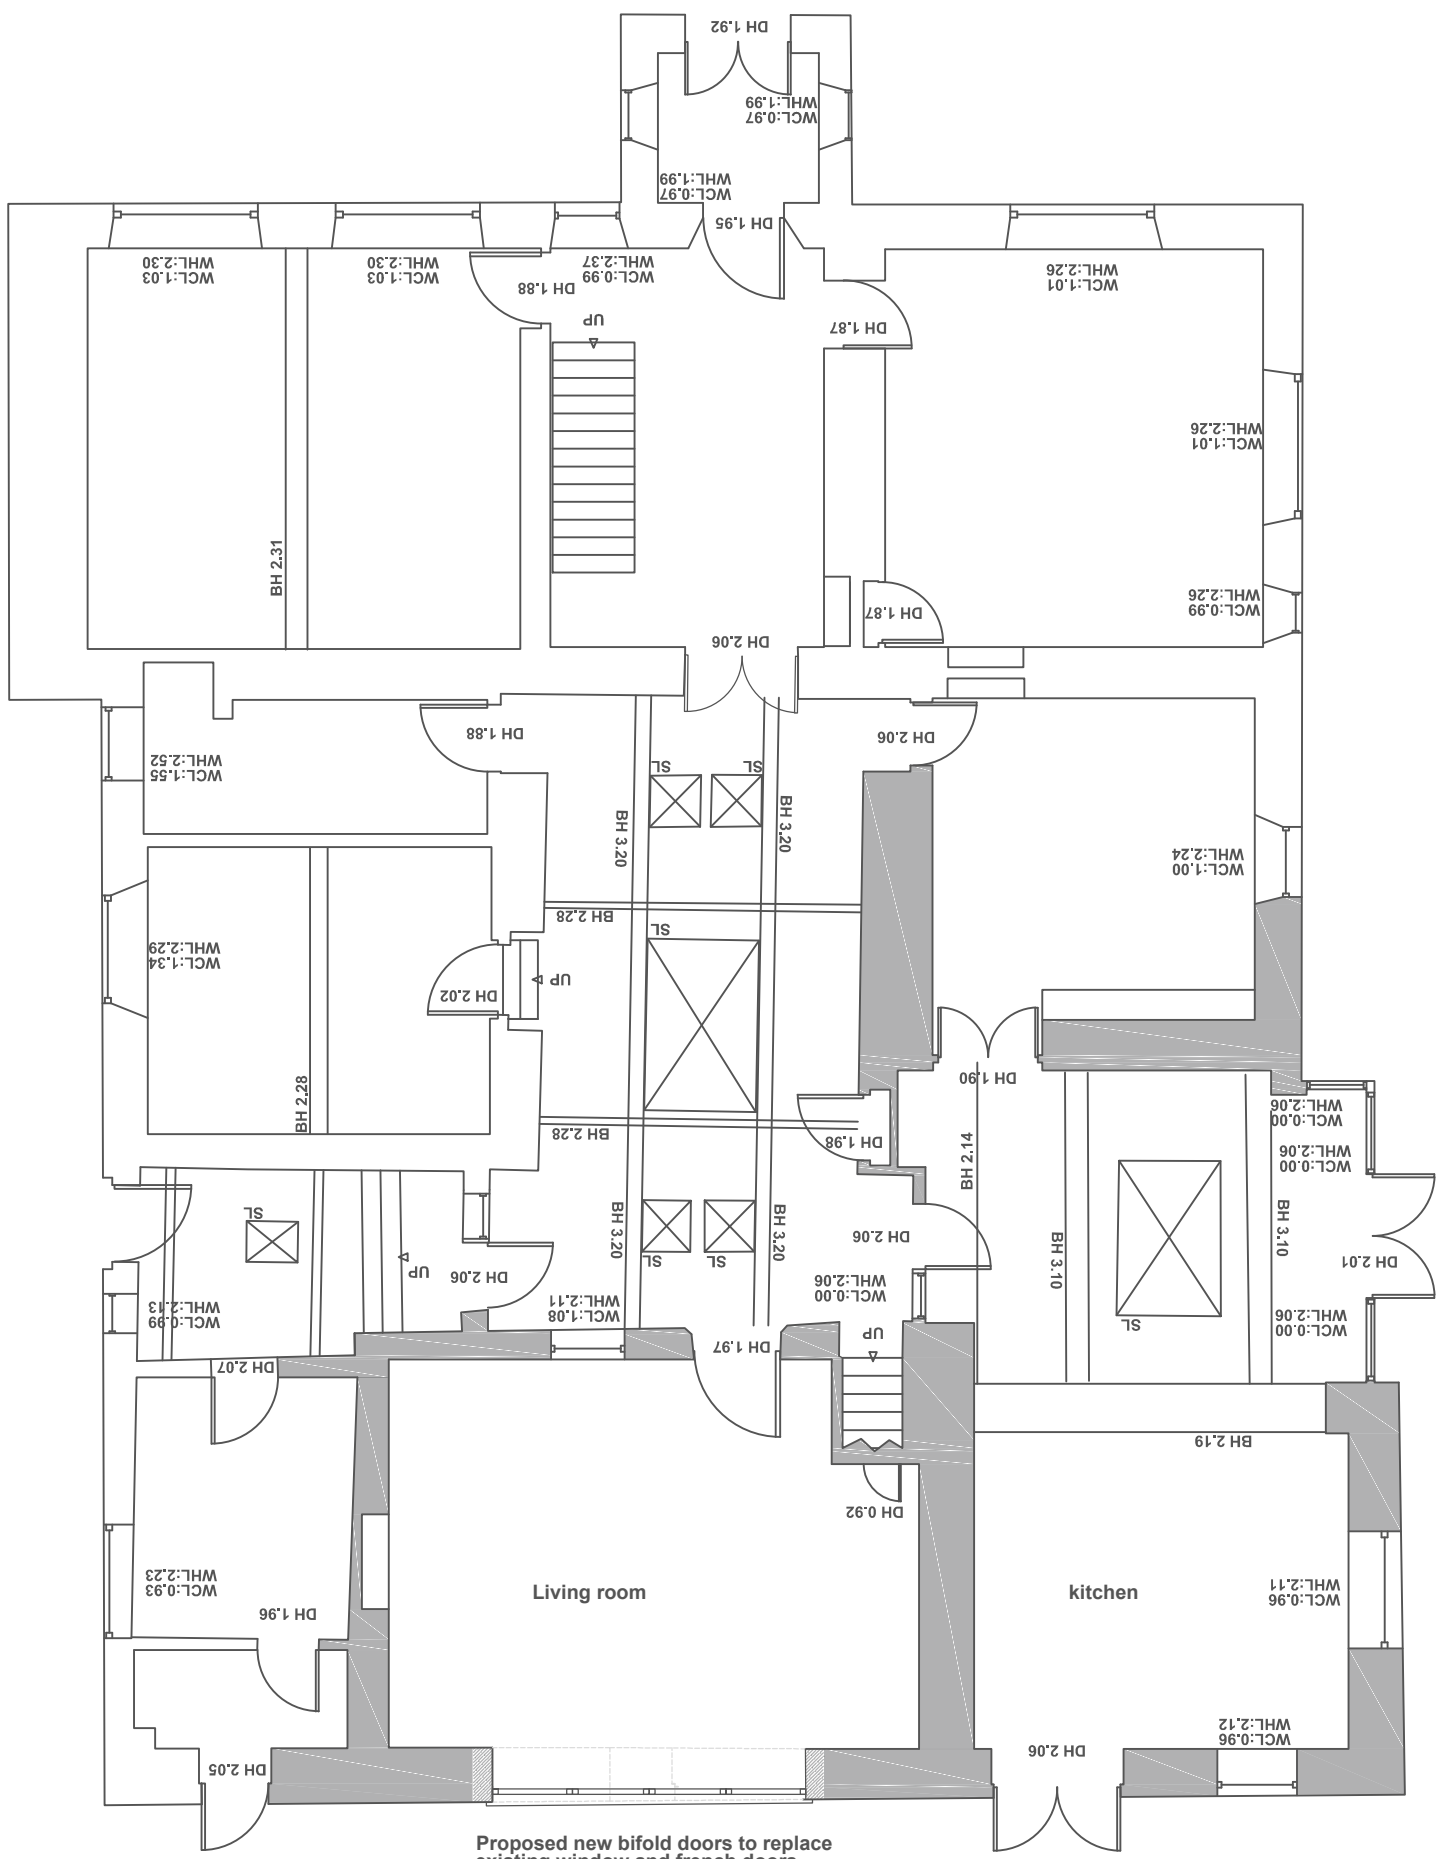 DH 1.92
WCL:0.97
WHL:1.99
WCL:0.97
WHL:1.99
DH 1.95
WCL:1.03
WHL:2.30
WCL:1.03
WHL:2.30
WCL:0.99
WHL:2.37
DH 1.88
UP
DH 1.87
WCL:1.01
WHL:2.26
WCL:1.01
WHL:2.26
BH 2.31
WCL:0.99
WHL:2.26
DH 1.87
DH 2.06
DH 1.88
DH 2.06
WCL:1.55
WHL:2.52
SL
SL
BH 3.20
BH 3.20
WCL:1.00
WHL:2.24
BH 2.28
SL
WCL:1.34
WHL:2.29
DH 2.02
UP
BH 2.28
DH 1.90
BH 2.28
DH 1.98
WCL:0.00
WHL:2.06
WCL:0.00
WHL:2.06
BH 2.14
SL
BH 3.20
BH 3.20
SL
SL
DH 2.06
BH 3.10
BH 3.10
DH 2.01
UP
DH 2.06
WCL:0.99
WHL:2.13
WCL:1.08
WHL:2.11
WCL:0.00
WHL:2.06
SL
WCL:0.00
WHL:2.06
UP
DH 1.97
DH 2.07
BH 2.19
DH 0.92
WCL:0.93
WHL:2.23
Living room
kitchen
WCL:0.96
WHL:2.11
DH 1.96
WCL:0.96
WHL:2.12
DH 2.06
DH 2.05
Proposed new bifold doors to replace
existing window and french doors